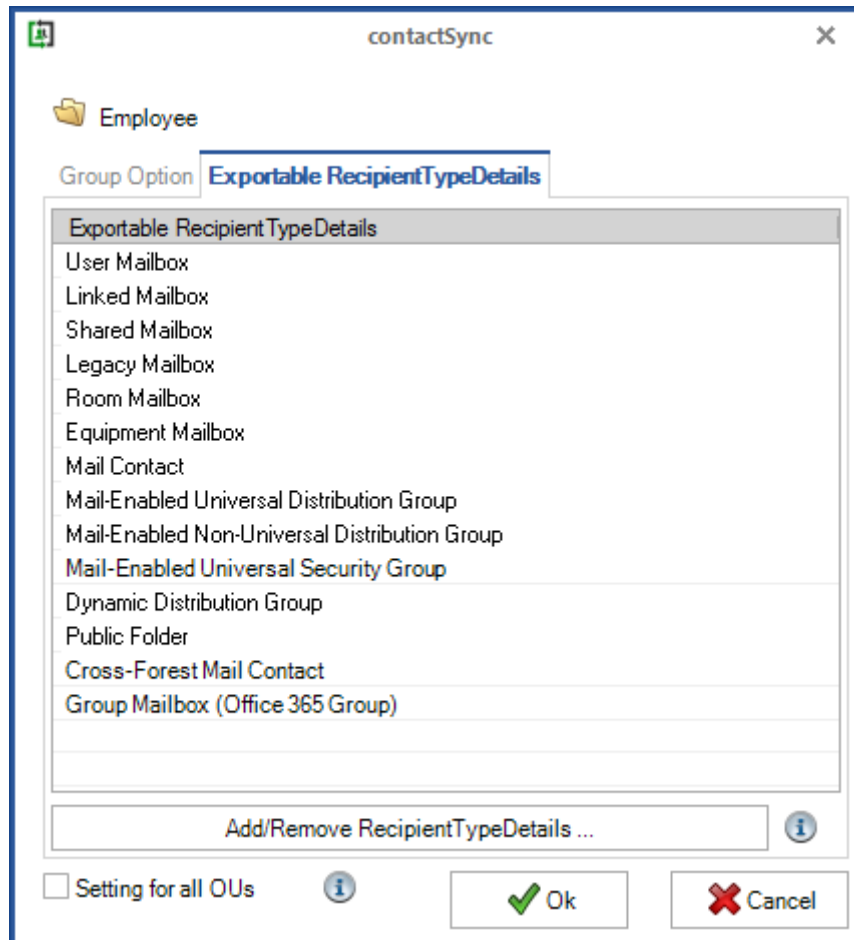 contactSync
Employee
Group Option Exportable RecipientTypeDetails
Exportable RecipientTypeDetails
User Mailbox
Linked Mailbox
Shared Mailbox
Legacy Mailbox
Room Mailbox
Equipment Mailbox
Mail Contact
Mail-Enabled Universal Distribution Group
Mail-Enabled Non-Universal Distribution Group
Mail-Enabled Universal Security Group
Dynamic Distribution Group
Public Folder
Cross-Forest Mail Contact
Group Mailbox (Office 365 Group)
Add/Remove RecipientTypeDetails ...
Setting for all OUs Ok Cancel